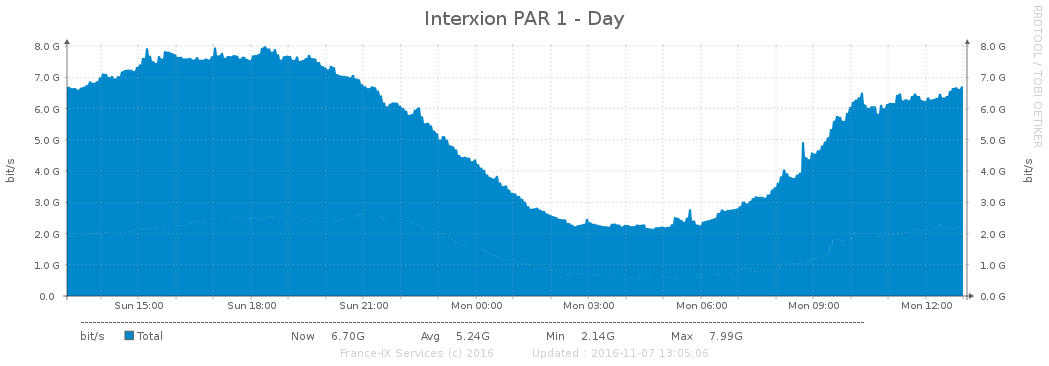 Interxion PAR 1 - Day
RRDTOOL / TOBI OETIKER
bit/s
8.0 G 8.0 G
7.0 G 7.0 G
6.0 G 6.0 G
5.0 G 5.0 G
4.0 G 4.0 G
3.0 G 3.0 G
2.0 G 2.0 G
1.0 G 1.0 G
0.0 0.0 G
bit/s
Sun 15:00 Sun 18:00 Sun 21:00 Mon 00:00 Mon 03:00 Mon 06:00 Mon 09:00 Mon 12:00
bit/s Total Now 6.70G Avg 5.24G Min 2.14G Max 7.99G
France-IX Services (c) 2016 Updated : 2016-11-07 13:05:06